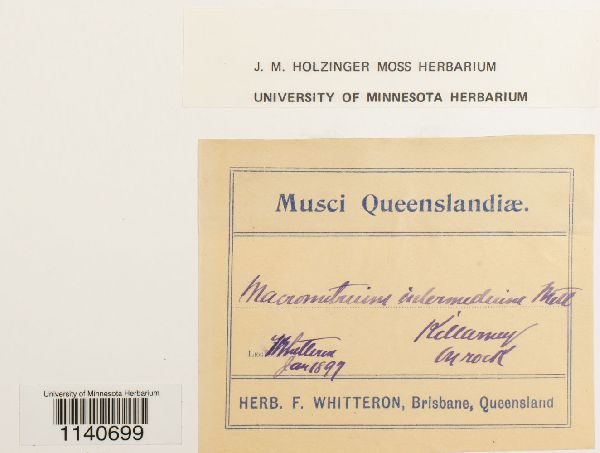 J. M. HOLZINGER MOSS HERBARIUM
UNIVERSITY OF MINNESOTA HERBARIUM
Musci Queenslandiæ.
Macromitrium intermedium Mitt
Killarney
on rock
LEG. F Whitteron
Jan 1897
HERB. F. WHITTERON, Brisbane, Queensland
University of Minnesota Herbarium
1140699